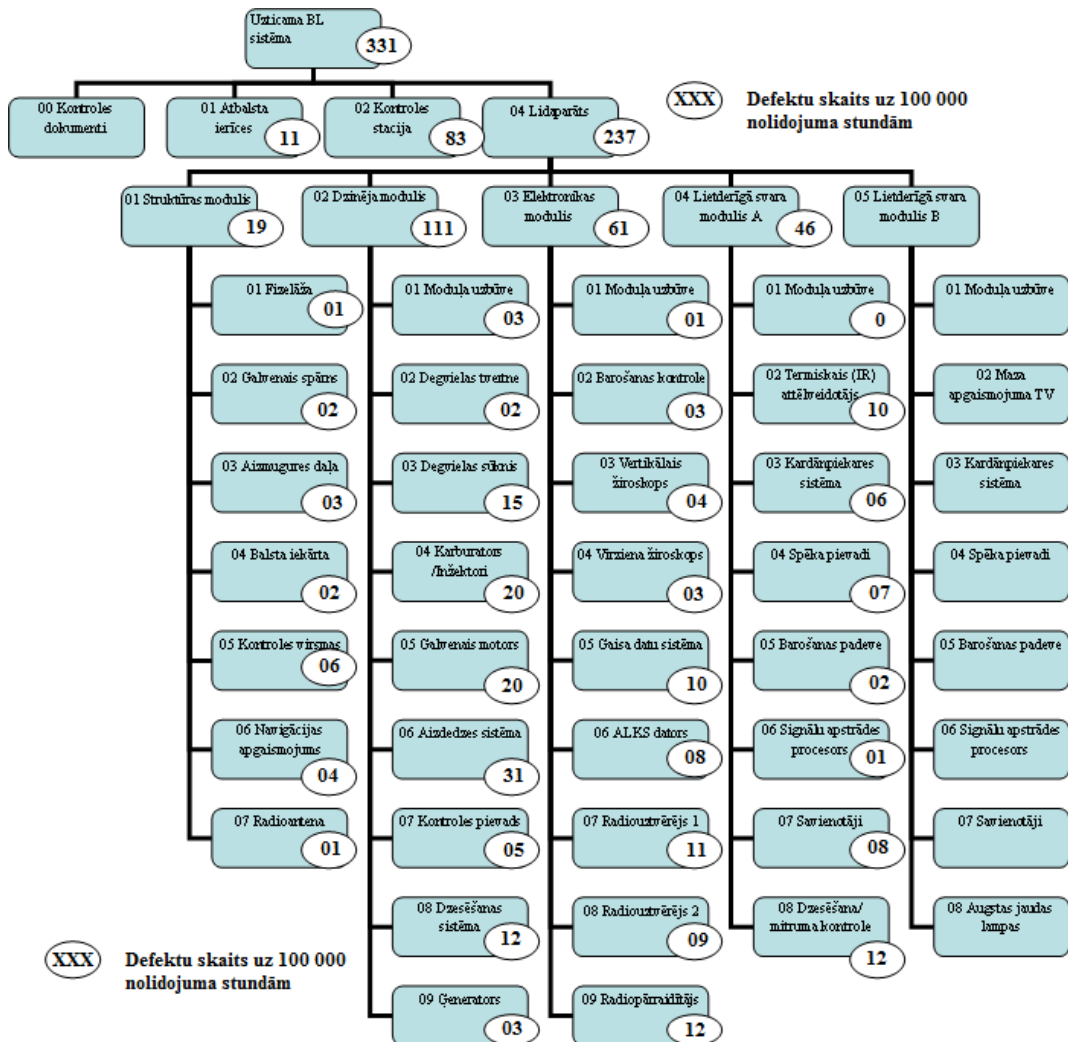 Uzticama BL
sistēma
331
00 Kontroles
dokumenti
01 Atbalsta
ierīces
11
02 Kontroles
stacija
83
04 Lidaparāts
237
XXX
Defektu skaits uz 100 000
nolidojuma stundām
01 Struktūras modulis
19
02 Dzinēja modulis
111
03 Elektronikas
modulis
61
04 Lietderīgā svara
modulis A
46
05 Lietderīgā svara
modulis B
01 Fizelāža
01
02 Galvenais spārns
02
03 Aizmugures daļa
03
04 Balsta iekārta
02
05 Kontroles virsmas
06
06 Navigācijas
apgaismojums
04
07 Radioantena
01
01 Moduļa uzbūve
03
02 Degvielas tvertne
02
03 Degvielas sūknis
15
04 Karburators
/Inžektori
20
05 Galvenais motors
20
06 Aizdedzes sistēma
31
07 Kontroles pievads
05
08 Dzesēšanas
sistēma
12
09 Ģenerators
03
01 Moduļa uzbūve
01
02 Barošanas kontrole
03
03 Vertikālais
žiroskops
04
04 Virziena žiroskops
03
05 Gaisa datu sistēma
10
06 ALKS dators
08
07 Radiouztvērējs 1
11
08 Radiouztvērējs 2
09
09 Radiopārraidītājs
12
01 Moduļa uzbūve
0
02 Termiskais (IR)
attēlveidotājs
10
03 Kardānpiekares
sistēma
06
04 Spēka pievadi
07
05 Barošanas padeve
02
06 Signālu apstrādes
procesors
01
07 Savienotāji
08
08 Dzesēšana/
mitruma kontrole
12
01 Moduļa uzbūve
02 Maza
apgaismojuma TV
03 Kardānpiekares
sistēma
04 Spēka pievadi
05 Barošanas padeve
06 Signālu apstrādes
procesors
07 Savienotāji
08 Augstas jaudas
lampas
XXX
Defektu skaits uz 100 000
nolidojuma stundām